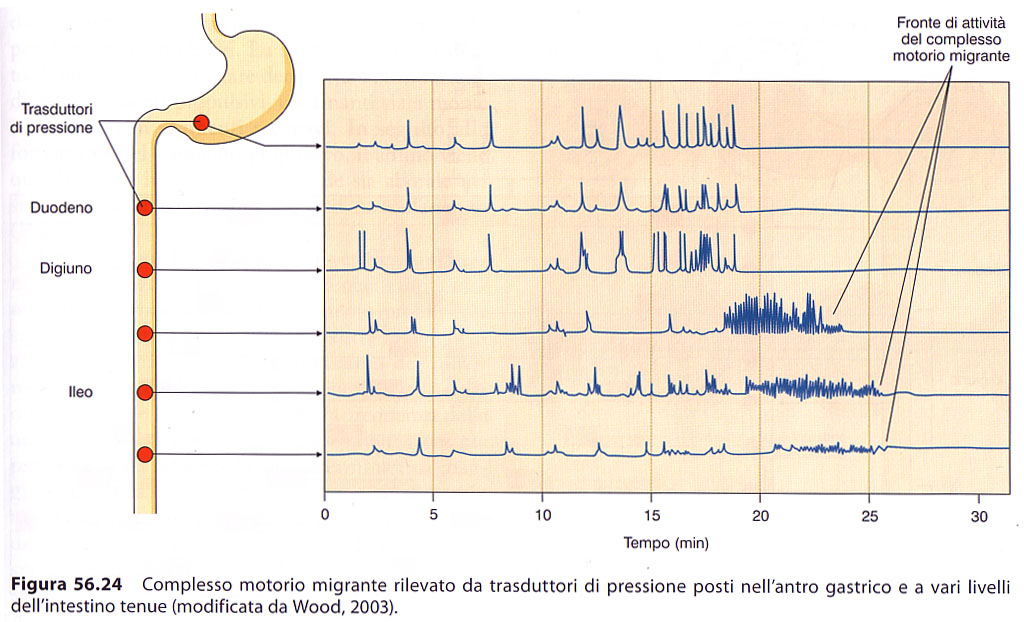 Fronte di attività
del complesso
motorio migrante
Trasduttori
di pressione
Duodeno
Digiuno
Ileo
0 5 10 15 20 25 30
Tempo (min)
Figura 56.24 Complesso motorio migrante rilevato da trasduttori di pressione posti nell'antro gastrico e a vari livelli
dell'intestino tenue (modificata da Wood, 2003).